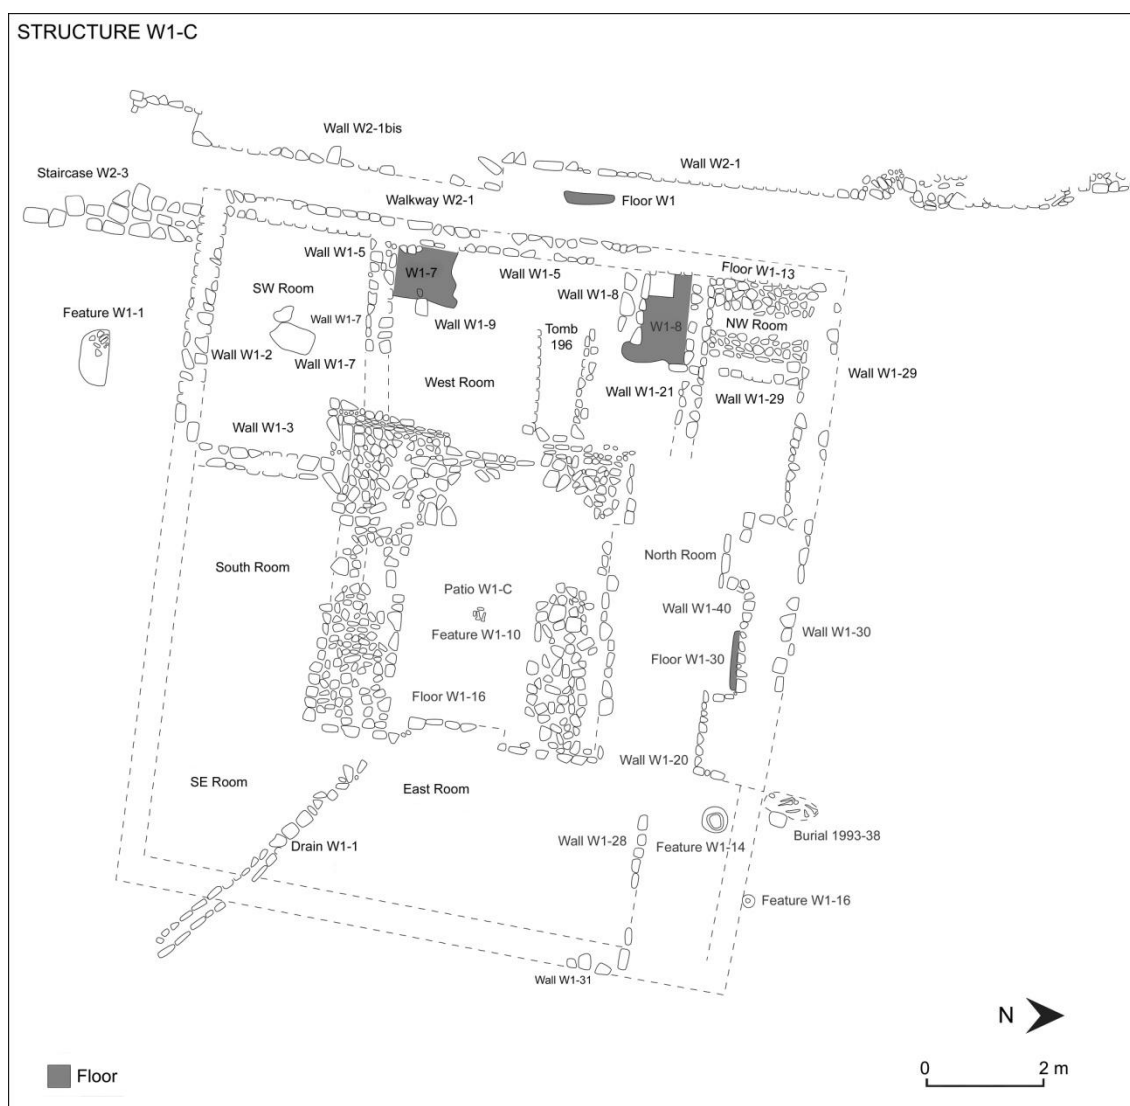 STRUCTURE W1-C
Wall W2-1bis
Wall W2-1
Staircase W2-3
Walkway W2-1
Floor W1
Wall W1-5
W1-7
Wall W1-5
Floor W1-13
SW Room
Wall W1-8
Feature W1-1
Wall W1-7
Wall W1-9
Tomb
196
W1-8
NW Room
Wall W1-2
Wall W1-7
West Room
Wall W1-21
Wall W1-29
Wall W1-29
Wall W1-3
South Room
North Room
Patio W1-C
Wall W1-40
Feature W1-10
Wall W1-30
Floor W1-30
Floor W1-16
Wall W1-20
SE Room
East Room
Drain W1-1
Wall W1-28
Feature W1-14
Burial 1993-38
Feature W1-16
Wall W1-31
N
Floor
0
2 m